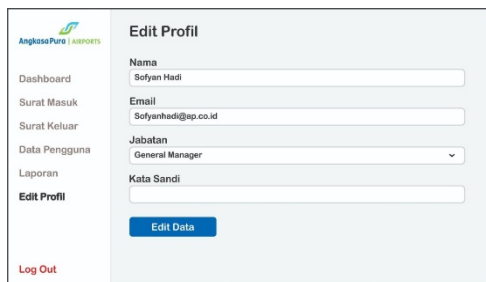 AngkasaPura | AIRPORTS
Dashboard
Surat Masuk
Surat Keluar
Data Pengguna
Laporan
Edit Profil
Log Out
Edit Profil
Nama
Sofyan Hadi
Email
Sofyanhadi@ap.co.id
Jabatan
General Manager
Kata Sandi
Edit Data